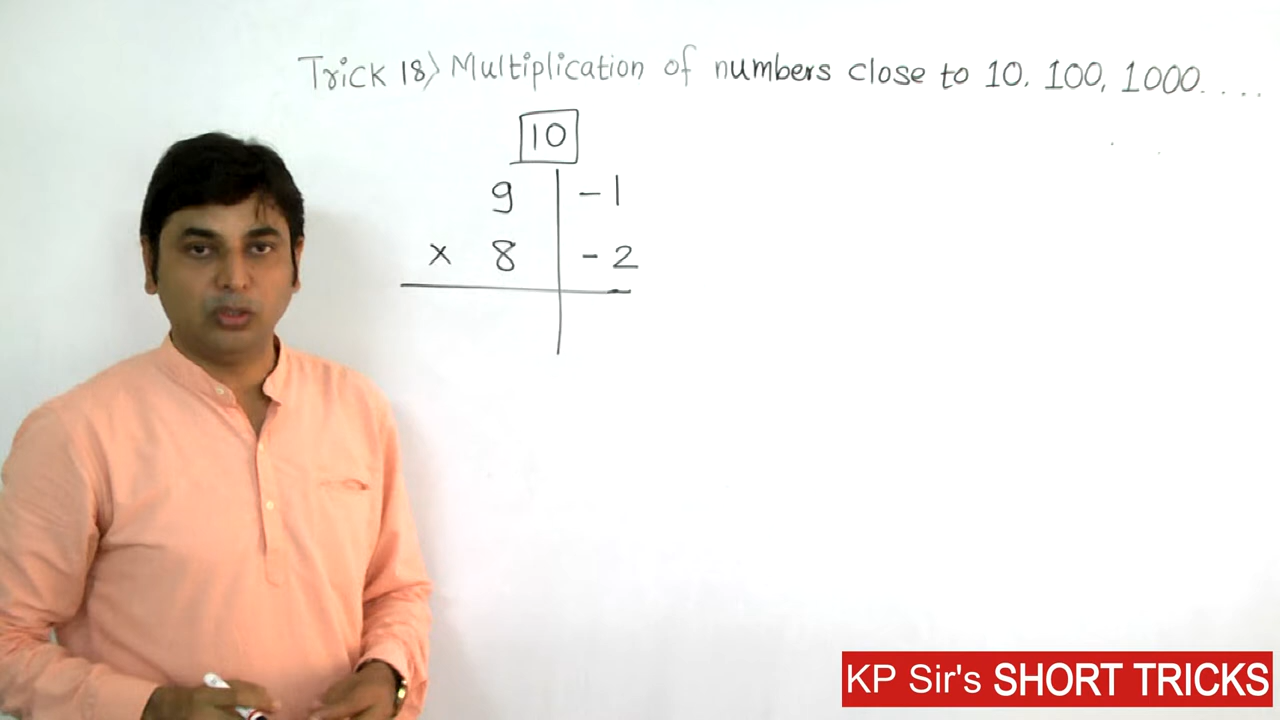 Trick 18) Multiplication of numbers close to 10, 100, 1000....
10
9 -1
x 8 -2
KP Sir's SHORT TRICKS